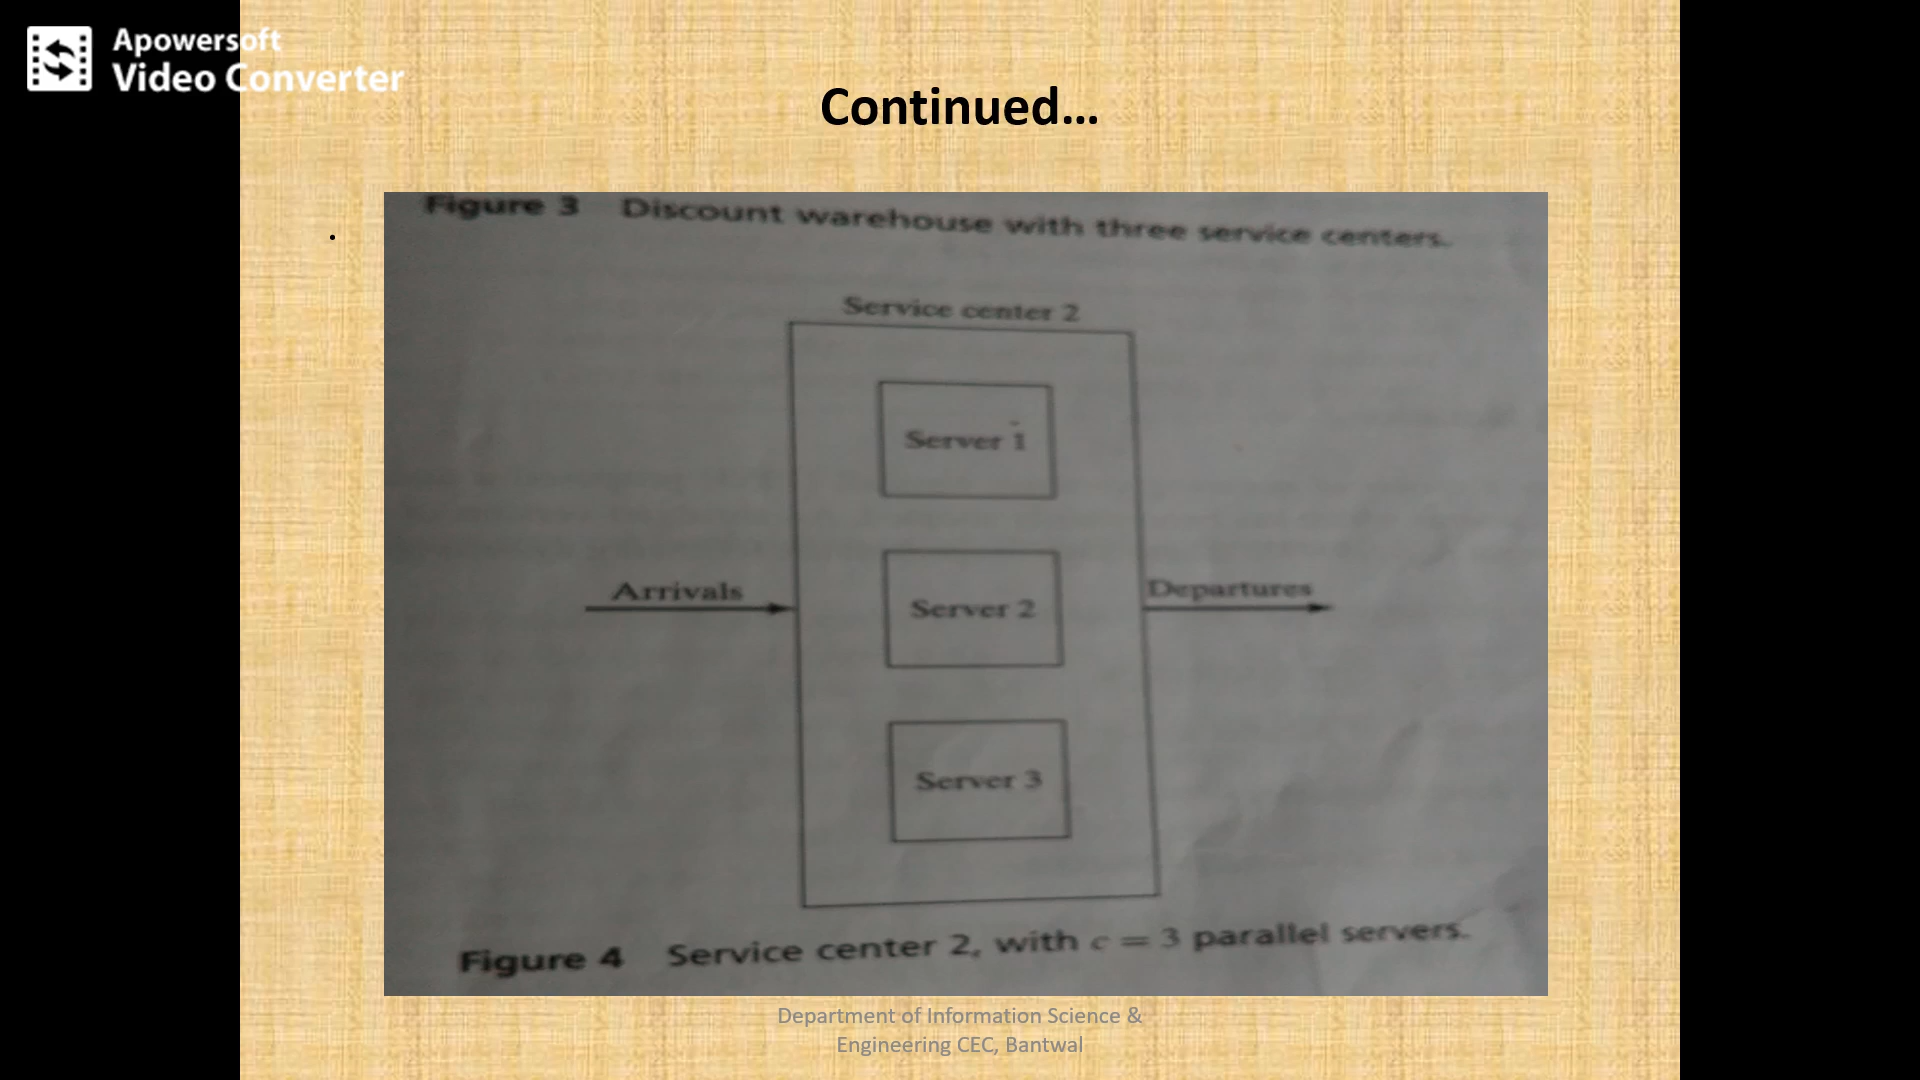 Apowersoft
Video Converter
Continued...
.
Figure 3 Discount warehouse with three service centers.
Service center 2
Server 1
Arrivals
Server 2
Departures
Server 3
Figure 4 Service center 2, with c = 3 parallel servers.
Department of Information Science &
Engineering CEC, Bantwal